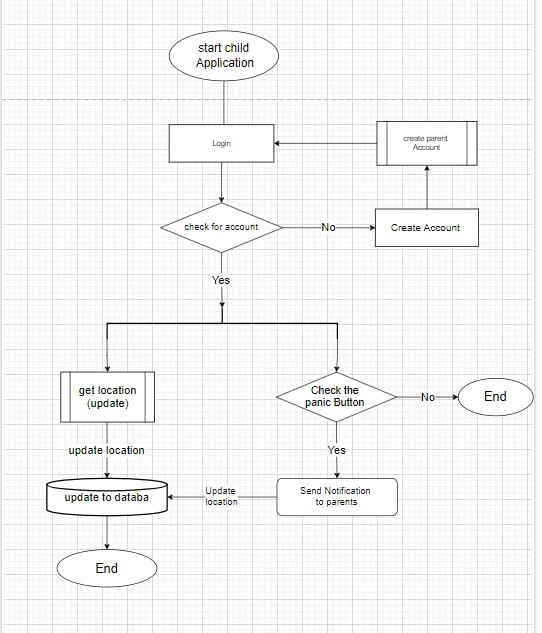 start child
Application
Login
create parent
Account
check for account
No
Create Account
Yes
get location
(update)
Check the
panic Button
No
End
update location
Yes
update to databa
Update
location
Send Notification
to parents
End